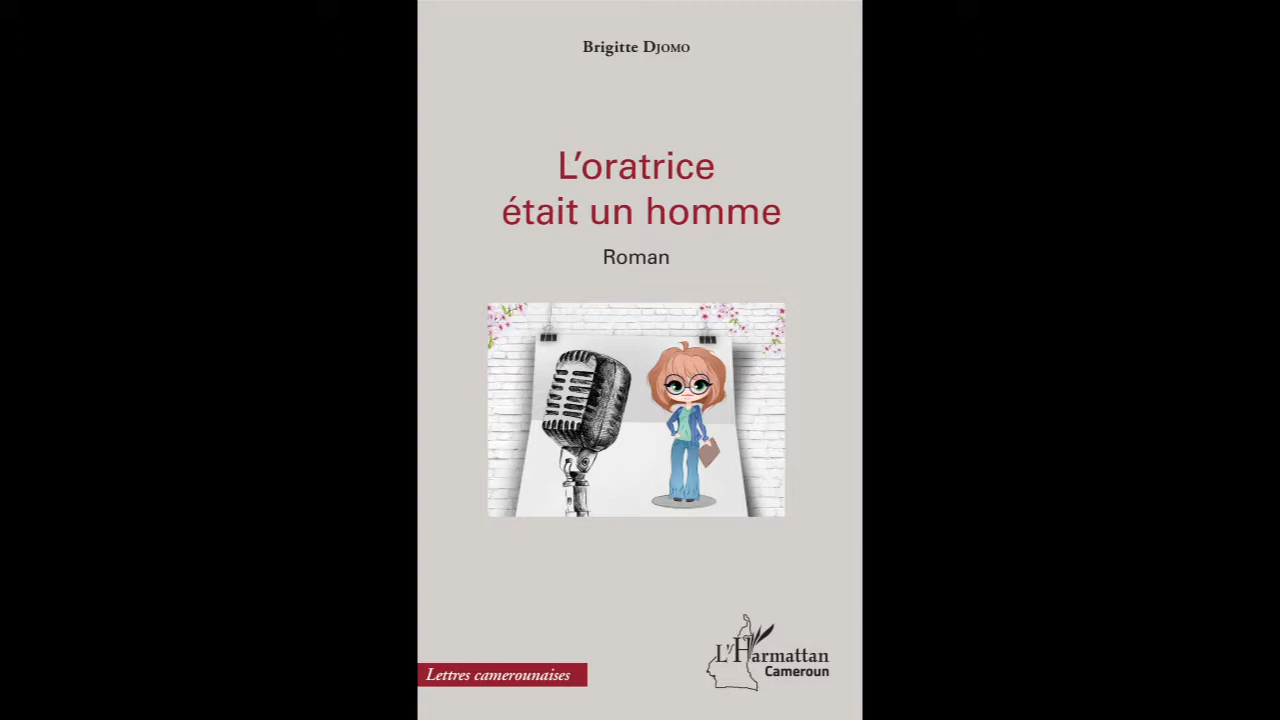 Brigitte DJOMO
L'oratrice
était un homme
Roman
L'Harmattan
Cameroun
Lettres camerounaises